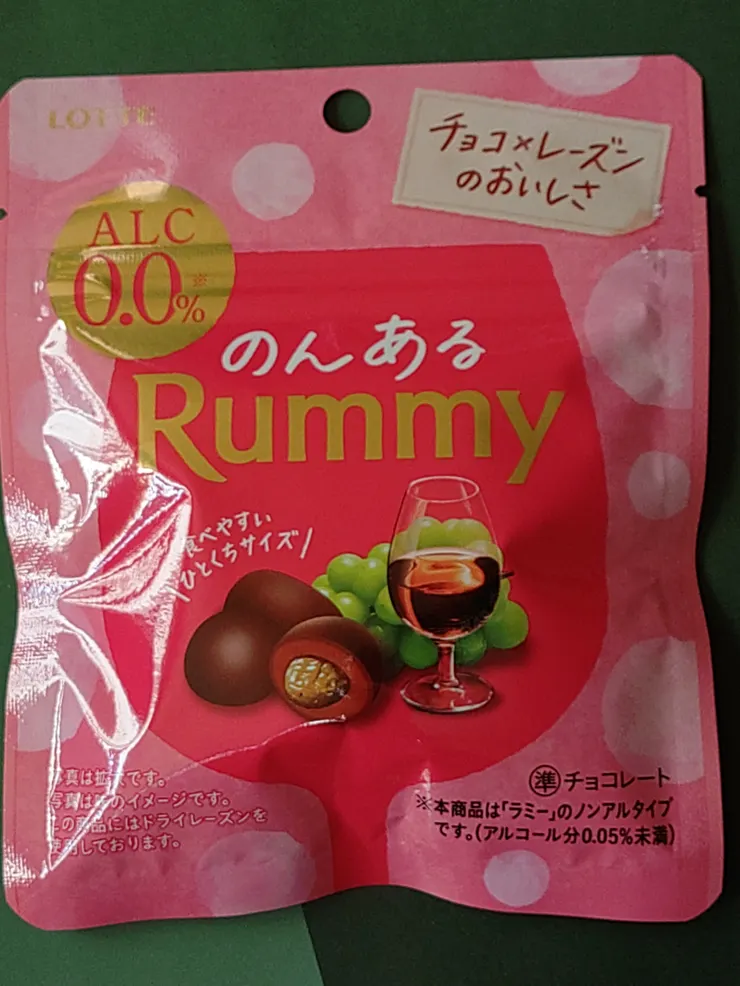 LOTTE
チョコ×レーズン
のおいしさ
ALC
0.0%※
のんある
Rummy
食べやすい
ひとくちサイズ
真は拡大です。
写真は味のイメージです。
この商品にはドライレーズンを
使用しております。
準チョコレート
※本商品は「ラミー」のノンアルタイプ
です。(アルコール分0.05%未満)